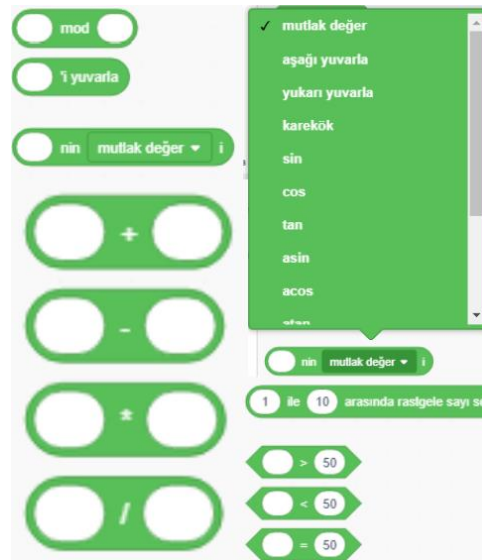 mod
'i yuvarla
nin mutlak değer i
+
-
*
/
✓ mutlak değer
aşağı yuvarla
yukarı yuvarla
karekök
sin
cos
tan
asin
acos
atan
nin mutlak değer i
1 ile 10 arasında rastgele sayı
> 50
< 50
= 50